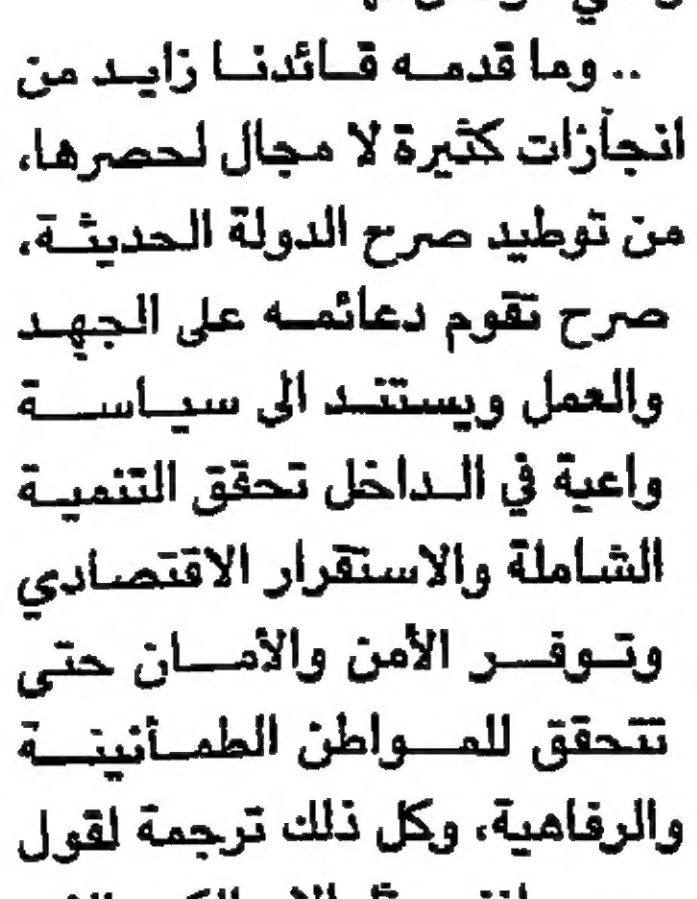 .. وما قدمه قائدنا زايد من
انجازات كثيرة لا مجال لحصرها،
من توطيد صرح الدولة الحديثة،
صرح تقوم دعائمه على الجهد
والعمل ويستند الى سياسة
واعية في الداخل تحقق التنمية
الشاملة والاستقرار الاقتصادي
وتوفر الأمن والأمان حتى
تتحقق للمواطن الطمأنينة
والرفاهية، وكل ذلك ترجمة لقول